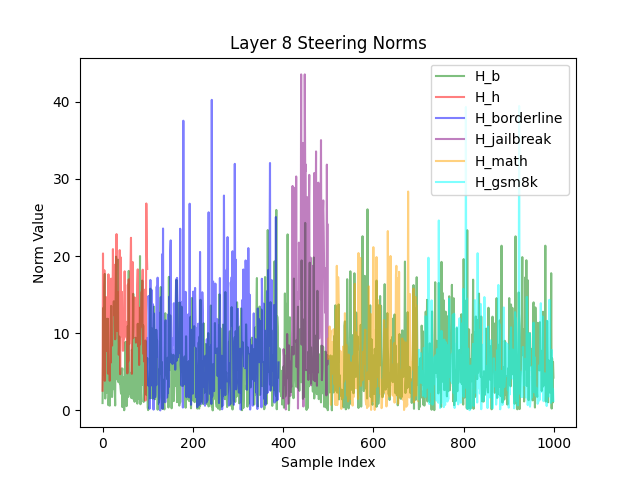 Layer 8 Steering Norms
H_b
H_h
H_borderline
H_jailbreak
H_math
H_gsm8k
Norm Value
40
30
20
10
0
0
200
400
600
800
1000
Sample Index